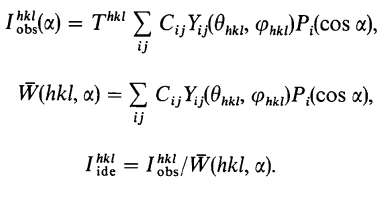 I^{hkl}_{obs}(α) = T^{hkl} ∑_{ij} C_{ij} Y_{ij}(θ_{hkl}, φ_{hkl}) P_i(cos α),
W̄(hkl, α) = ∑_{ij} C_{ij} Y_{ij}(θ_{hkl}, φ_{hkl}) P_i(cos α),
I^{hkl}_{ide} = I^{hkl}_{obs}/W̄(hkl, α).